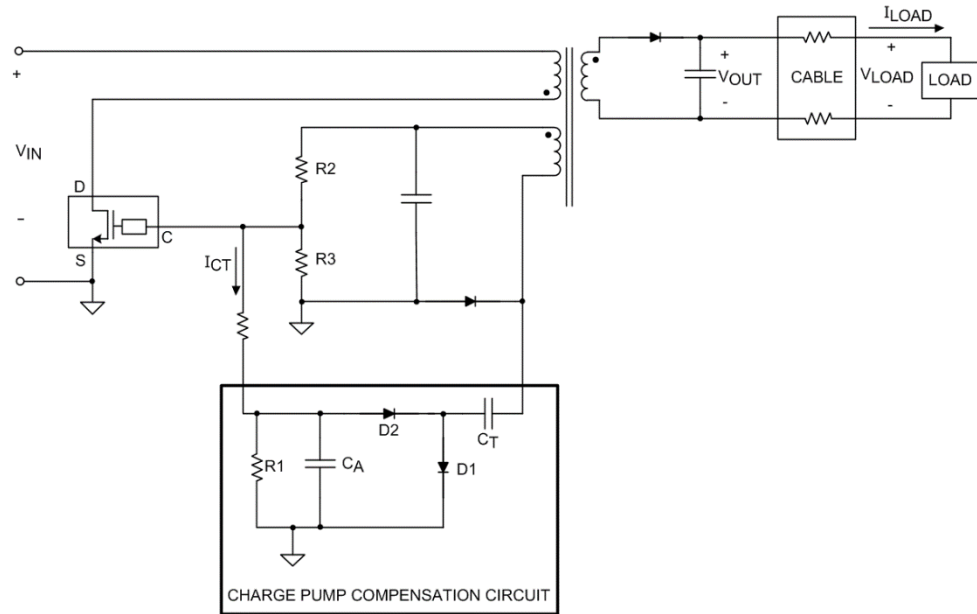 ILOAD
+
VOUT
-
CABLE
+
VLOAD
-
LOAD
+
VIN
-
D
C
S
R2
R3
ICT
R1
CA
D2
CT
D1
CHARGE PUMP COMPENSATION CIRCUIT